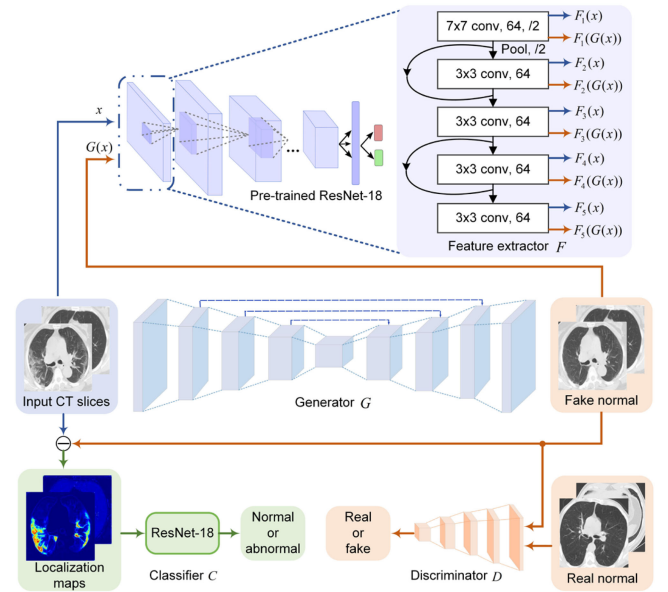 7x7 conv, 64, /2
F₁(x)
F₁(G(x))
Pool, /2
3x3 conv, 64
F₂(x)
F₂(G(x))
x
3x3 conv, 64
F₃(x)
F₃(G(x))
G(x)
3x3 conv, 64
F₄(x)
F₄(G(x))
Pre-trained ResNet-18
3x3 conv, 64
F₅(x)
F₅(G(x))
Feature extractor F
Input CT slices
Generator G
Fake normal
Localization
maps
ResNet-18
Normal
or
abnormal
Classifier C
Real
or
fake
Discriminator D
Real normal